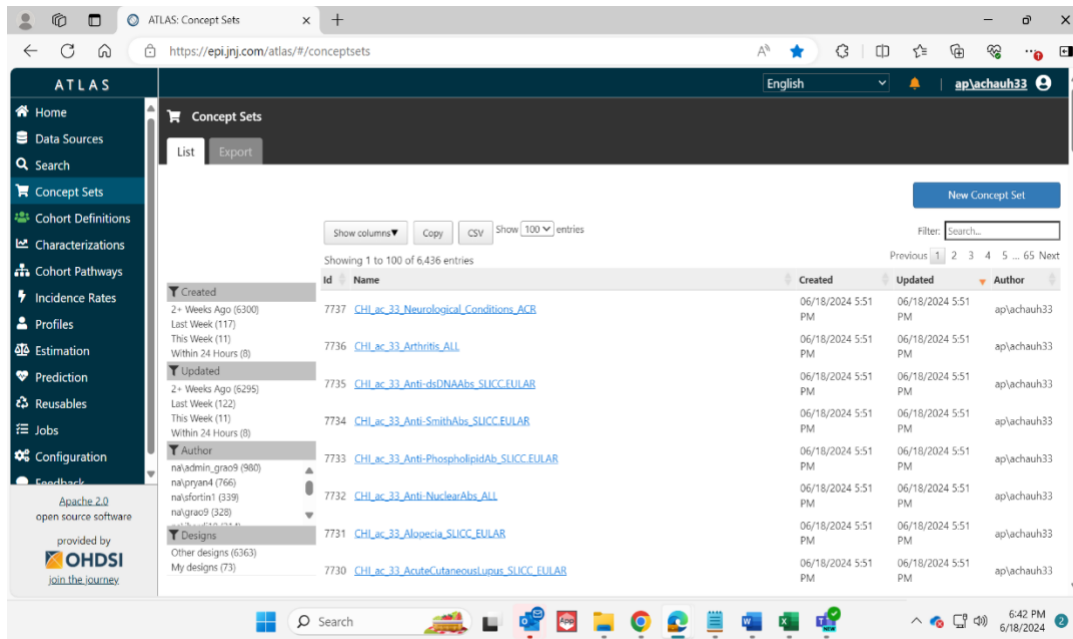 ATLAS: Concept Sets
https://epi.jnj.com/atlas/#/conceptsets
ATLAS
English
ap\achauh33
Home
Data Sources
Search
Concept Sets
Cohort Definitions
Characterizations
Cohort Pathways
Incidence Rates
Profiles
Estimation
Prediction
Reusables
Jobs
Configuration
Feedback
Apache 2.0
open source software
provided by
OHDSI
join the journey
Concept Sets
List Export
New Concept Set
Show columns▼ Copy CSV Show 100 entries
Filter: Search...
Showing 1 to 100 of 6,436 entries
Previous 1 2 3 4 5 ... 65 Next
Created
2+ Weeks Ago (6300)
Last Week (117)
This Week (11)
Within 24 Hours (8)
Updated
2+ Weeks Ago (6295)
Last Week (122)
This Week (11)
Within 24 Hours (8)
Author
na\admin_grao9 (980)
na\pryan4 (766)
na\sfortin1 (339)
na\grao9 (328)
Designs
Other designs (6363)
My designs (73)
Id Name Created Updated Author
7737 CHI_ac_33_Neurological_Conditions_ACR 06/18/2024 5:51 PM 06/18/2024 5:51 PM ap\achauh33
7736 CHI_ac_33_Arthritis_ALL 06/18/2024 5:51 PM 06/18/2024 5:51 PM ap\achauh33
7735 CHI_ac_33_Anti-dsDNAAbs_SLICC.EULAR 06/18/2024 5:51 PM 06/18/2024 5:51 PM ap\achauh33
7734 CHI_ac_33_Anti-SmithAbs_SLICC.EULAR 06/18/2024 5:51 PM 06/18/2024 5:51 PM ap\achauh33
7733 CHI_ac_33_Anti-PhospholipidAb_SLICC.EULAR 06/18/2024 5:51 PM 06/18/2024 5:51 PM ap\achauh33
7732 CHI_ac_33_Anti-NuclearAbs_ALL 06/18/2024 5:51 PM 06/18/2024 5:51 PM ap\achauh33
7731 CHI_ac_33_Alopecia_SLICC_EULAR 06/18/2024 5:51 PM 06/18/2024 5:51 PM ap\achauh33
7730 CHI_ac_33_AcuteCutaneousLupus_SLICC_EULAR 06/18/2024 5:51 PM 06/18/2024 5:51 PM ap\achauh33
Search
6:42 PM
6/18/2024
2